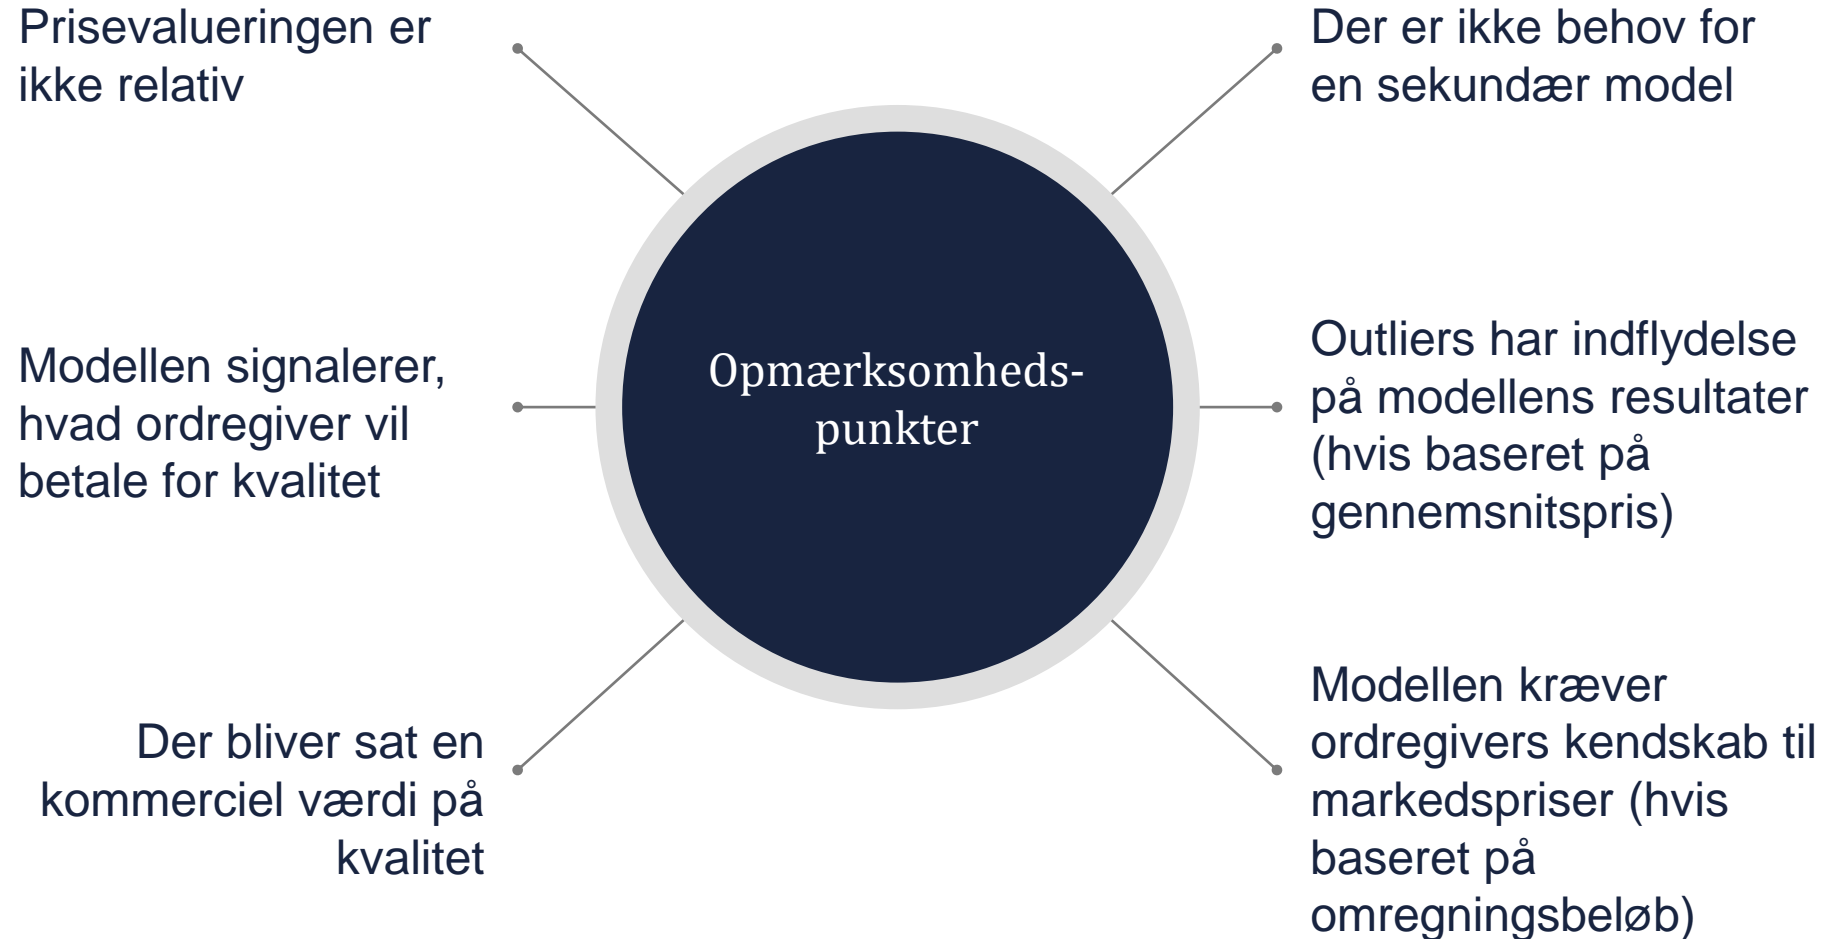 Prisevalueringen er
ikke relativ
Modellen signalerer,
hvad ordregiver vil
betale for kvalitet
Der bliver sat en
kommerciel værdi på
kvalitet
Opmærksomheds-
punkter
Der er ikke behov for
en sekundær model
Outliers har indflydelse
på modellens resultater
(hvis baseret på
gennemsnitspris)
Modellen kræver
ordregivers kendskab til
markedspriser (hvis
baseret på
omregningsbeløb)